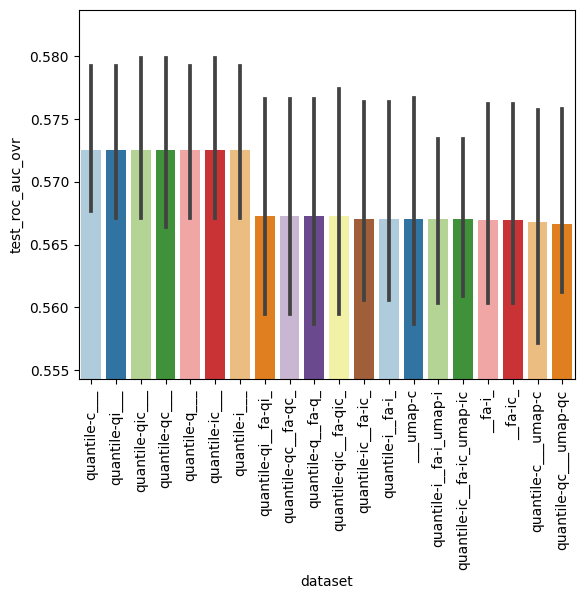 0.580
0.575
0.570
0.565
0.560
0.555
test_roc_auc_ovr
quantile-c___
quantile-qi___
quantile-qic___
quantile-qc___
quantile-q___
quantile-ic___
quantile-i___
quantile-qi__fa-qi_
quantile-qc__fa-qc_
quantile-q__fa-q_
quantile-qic__fa-qic_
quantile-ic__fa-ic_
quantile-i__fa-i_
___umap-c
quantile-i__fa-i_umap-i
quantile-ic__fa-ic_umap-ic
__fa-i_
__fa-ic_
quantile-c___umap-c
quantile-qc___umap-qc
dataset